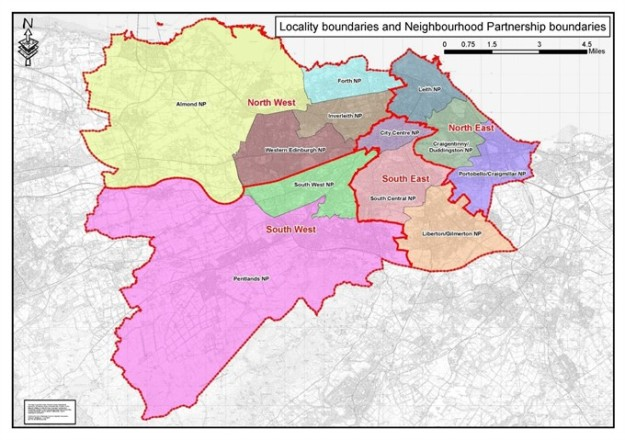 Locality boundaries and Neighbourhood Partnership boundaries
N
0 0.75 1.5 3 4.5
Miles
Forth NP
Leith NP
Almond NP
North West
Inverleith NP
North East
City Centre NP
Craigentinny/
Duddingston NP
Western Edinburgh NP
Portobello/Craigmillar NP
South East
South West NP
South Central NP
South West
Liberton/Gilmerton NP
Pentlands NP